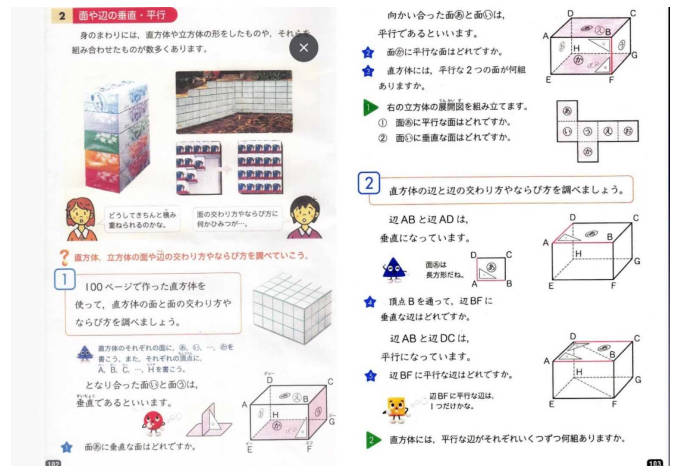 2 面や辺の垂直・平行
身のまわりには、直方体や立方体の形をしたものや、それらを
組み合わせたものが数多くあります。
どうしてきちんと積み
重ねられるのかな。
面の交わり方やならび方に
何かひみつが…。
? 直方体，立方体の面や辺の交わり方やならび方を調べていこう。
1
100ページで作った直方体を
使って，直方体の面と面の交わり方や
ならび方を調べましょう。
直方体のそれぞれの面に，あ，い，…，かを
書こう。また，それぞれの頂点に，
A，B，C，…，Hを書こう。
となり合った面いと面うは，
垂直であるといいます。
D
C
A
B
H
G
E
F
1 面あに垂直な面はどれですか。
102
向かい合った面あと面いは，
平行であるといいます。
2 面かに平行な面はどれですか。
3 直方体には，平行な2つの面が何組
ありますか。
D
C
A
B
H
か
G
E
F
1 右の立方体の展開図を組み立てます。
① 面あに平行な面はどれですか。
② 面いに垂直な面はどれですか。
あ
い う え お
か
2
直方体の辺と辺の交わり方やならび方を調べましょう。
辺ABと辺ADは，
垂直になっています。
面あは
長方形だね。
D C
あ
A B
D
C
A
B
H
G
E
F
4 頂点Bを通って，辺BFに
垂直な辺はどれですか。
辺ABと辺DCは，
平行になっています。
5 辺BFに平行な辺はどれですか。
辺BFに平行な辺は，
1つだけかな。
D
C
A
B
H
G
E
F
2 直方体には，平行な辺がそれぞれいくつずつ何組ありますか。
103